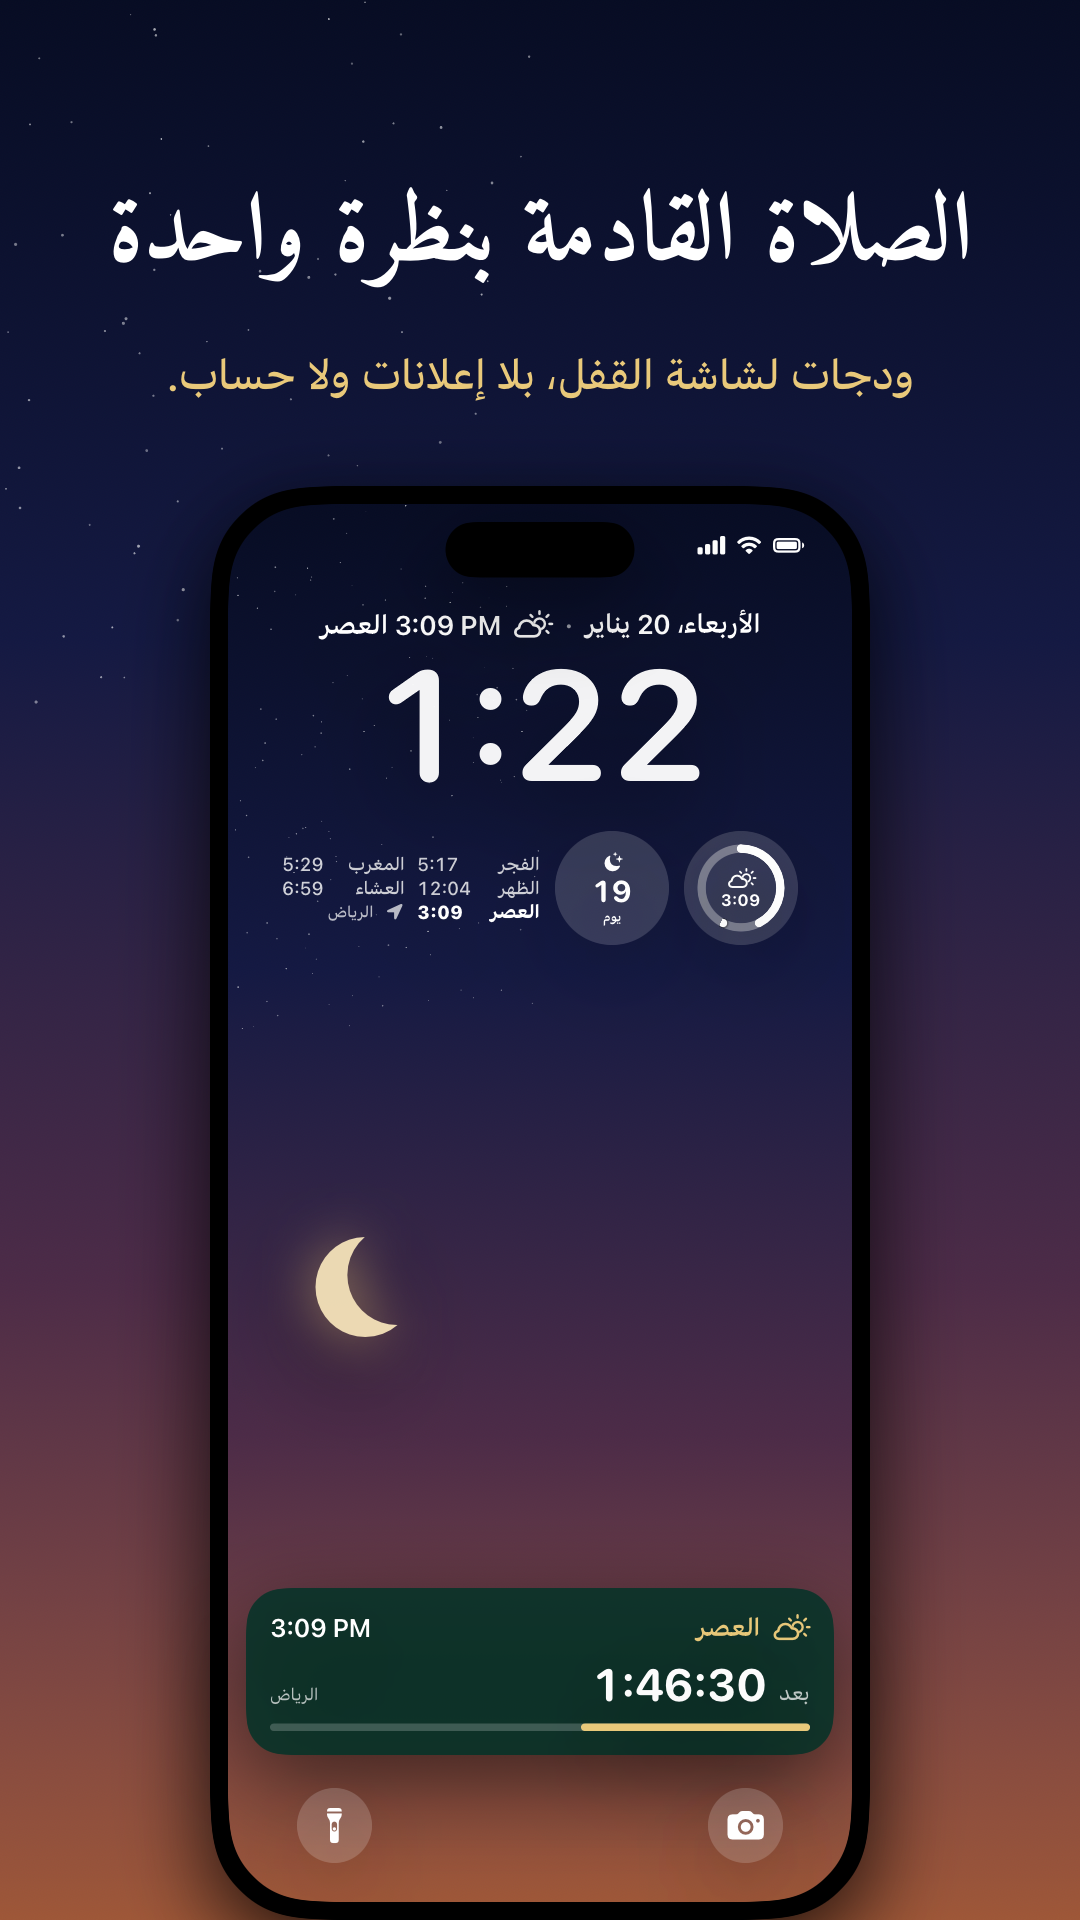 الصلاة القادمة بنظرة واحدة
ودجات لشاشة القفل، بلا إعلانات ولا حساب.
الأربعاء، 20 يناير · 3:09 PM العصر
1:22
3:09
19
يوم
الفجر 5:17 المغرب 5:29
الظهر 12:04 العشاء 6:59
العصر 3:09 الرياض
العصر 3:09 PM
بعد 1:46:30 الرياض